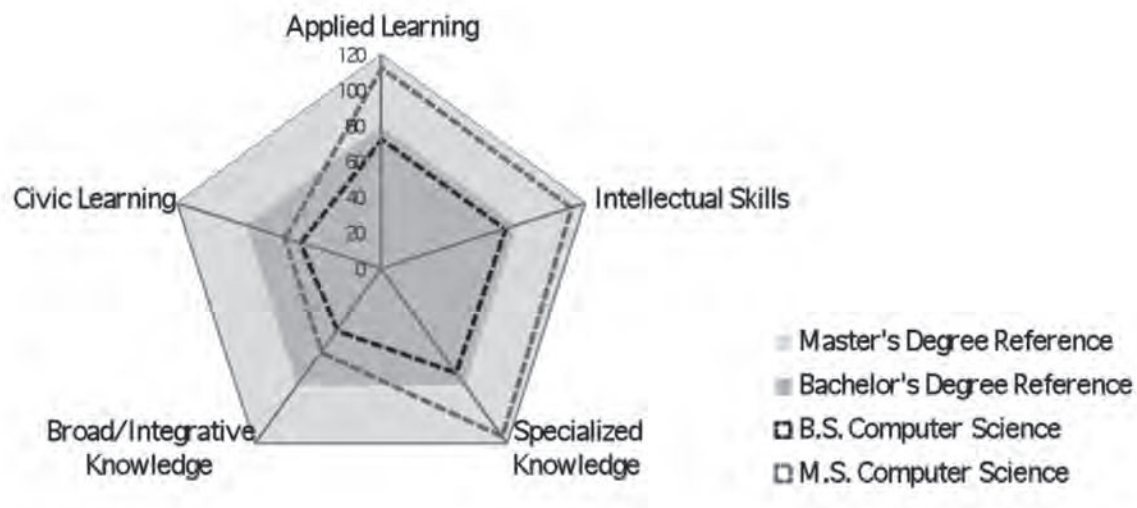 Applied Learning
120
100
80
60
40
20
0
Civic Learning
Intellectual Skills
Broad/Integrative
Knowledge
Specialized
Knowledge
Master's Degree Reference
Bachelor's Degree Reference
B.S. Computer Science
M.S. Computer Science